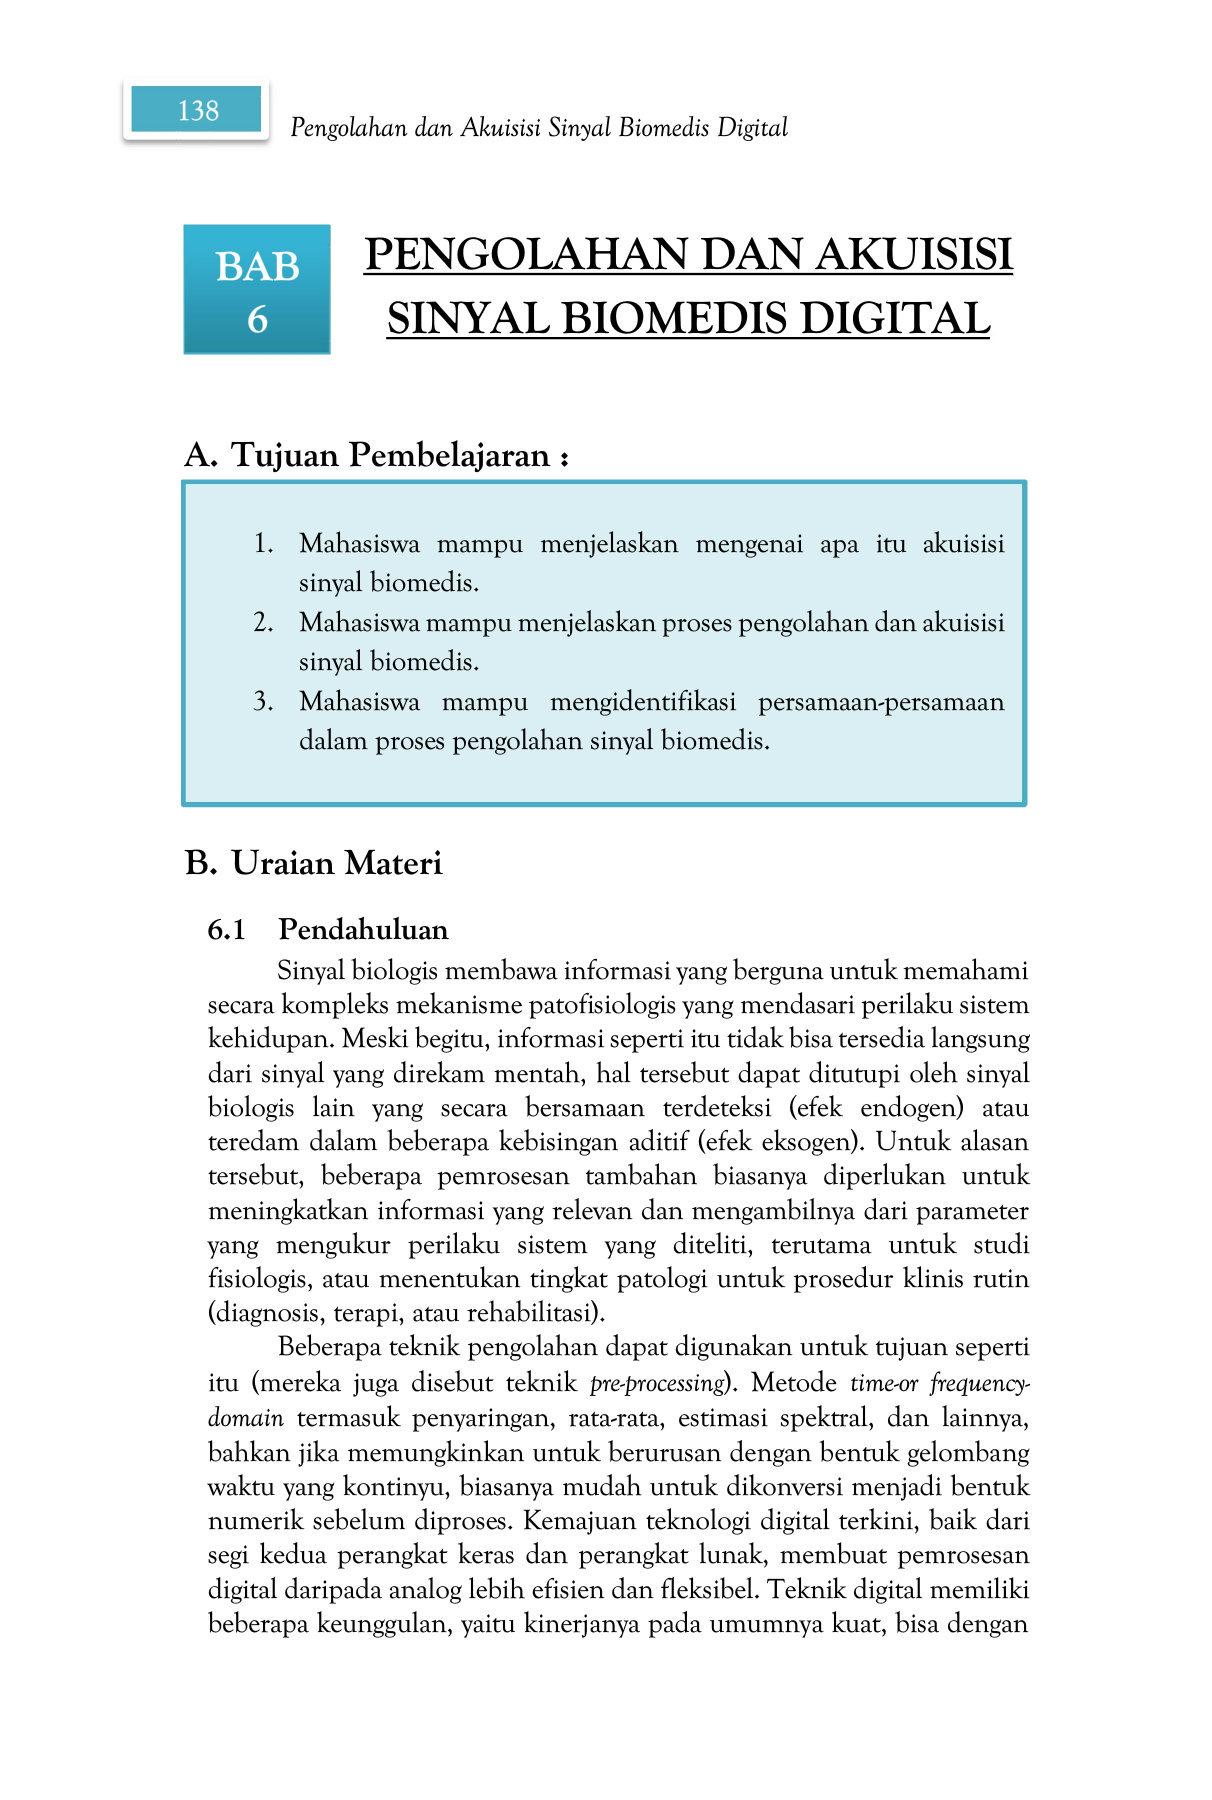 138
Pengolahan dan Akuisisi Sinyal Biomedis Digital
BAB
6
PENGOLAHAN DAN AKUISISI
SINYAL BIOMEDIS DIGITAL
A. Tujuan Pembelajaran :
1. Mahasiswa mampu menjelaskan mengenai apa itu akuisisi
sinyal biomedis.
2. Mahasiswa mampu menjelaskan proses pengolahan dan akuisisi
sinyal biomedis.
3. Mahasiswa mampu mengidentifikasi persamaan-persamaan
dalam proses pengolahan sinyal biomedis.
B. Uraian Materi
6.1 Pendahuluan
Sinyal biologis membawa informasi yang berguna untuk memahami
secara kompleks mekanisme patofisiologis yang mendasari perilaku sistem
kehidupan. Meski begitu, informasi seperti itu tidak bisa tersedia langsung
dari sinyal yang direkam mentah, hal tersebut dapat ditutupi oleh sinyal
biologis lain yang secara bersamaan terdeteksi (efek endogen) atau
teredam dalam beberapa kebisingan aditif (efek eksogen). Untuk alasan
tersebut, beberapa pemrosesan tambahan biasanya diperlukan untuk
meningkatkan informasi yang relevan dan mengambilnya dari parameter
yang mengukur perilaku sistem yang diteliti, terutama untuk studi
fisiologis, atau menentukan tingkat patologi untuk prosedur klinis rutin
(diagnosis, terapi, atau rehabilitasi).
Beberapa teknik pengolahan dapat digunakan untuk tujuan seperti
itu (mereka juga disebut teknik pre-processing). Metode time-or frequency-
domain termasuk penyaringan, rata-rata, estimasi spektral, dan lainnya,
bahkan jika memungkinkan untuk berurusan dengan bentuk gelombang
waktu yang kontinyu, biasanya mudah untuk dikonversi menjadi bentuk
numerik sebelum diproses. Kemajuan teknologi digital terkini, baik dari
segi kedua perangkat keras dan perangkat lunak, membuat pemrosesan
digital daripada analog lebih efisien dan fleksibel. Teknik digital memiliki
beberapa keunggulan, yaitu kinerjanya pada umumnya kuat, bisa dengan